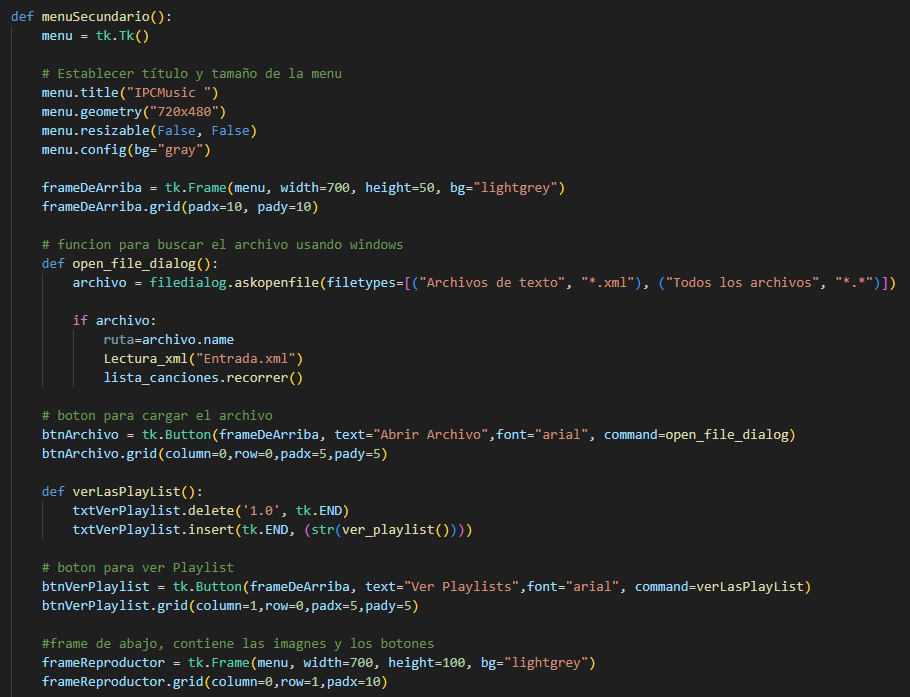 def menuSecundario():
    menu = tk.Tk()

    # Establecer título y tamaño de la menu
    menu.title("IPCMusic ")
    menu.geometry("720x480")
    menu.resizable(False, False)
    menu.config(bg="gray")

    frameDeArriba = tk.Frame(menu, width=700, height=50, bg="lightgrey")
    frameDeArriba.grid(padx=10, pady=10)

    # funcion para buscar el archivo usando windows
    def open_file_dialog():
        archivo = filedialog.askopenfile(filetypes=[("Archivos de texto", "*.xml"), ("Todos los archivos", "*.*")])

        if archivo:
            ruta=archivo.name
            Lectura_xml("Entrada.xml")
            lista_canciones.recorrer()

    # boton para cargar el archivo
    btnArchivo = tk.Button(frameDeArriba, text="Abrir Archivo",font="arial", command=open_file_dialog)
    btnArchivo.grid(column=0,row=0,padx=5,pady=5)

    def verLasPlayList():
        txtVerPlaylist.delete('1.0', tk.END)
        txtVerPlaylist.insert(tk.END, (str(ver_playlist())))

    # boton para ver Playlist
    btnVerPlaylist = tk.Button(frameDeArriba, text="Ver Playlists",font="arial", command=verLasPlayList)
    btnVerPlaylist.grid(column=1,row=0,padx=5,pady=5)

    #frame de abajo, contiene las imagnes y los botones
    frameReproductor = tk.Frame(menu, width=700, height=100, bg="lightgrey")
    frameReproductor.grid(column=0,row=1,padx=10)